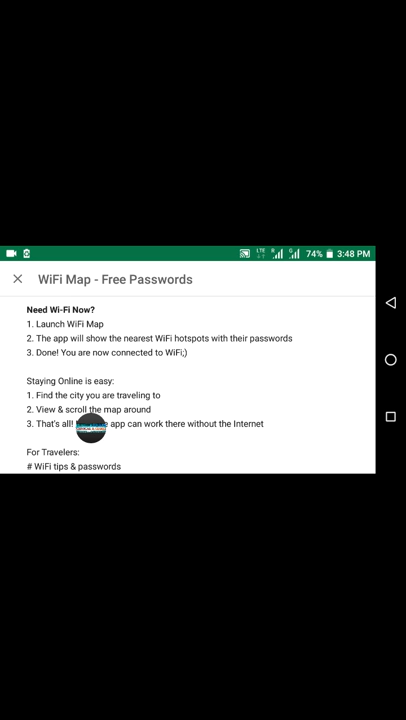 LTE R G 74% 3:48 PM
WiFi Map - Free Passwords
Need Wi-Fi Now?
1. Launch WiFi Map
2. The app will show the nearest WiFi hotspots with their passwords
3. Done! You are now connected to WiFi;)
Staying Online is easy:
1. Find the city you are traveling to
2. View & scroll the map around
3. That's all! app can work there without the Internet
For Travelers:
# WiFi tips & passwords